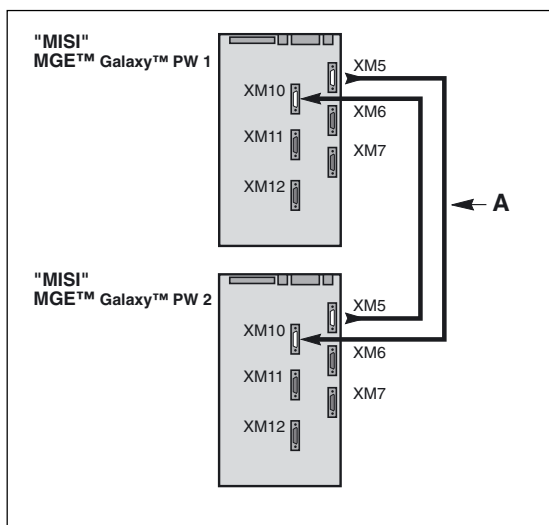 "MISI"
MGE™ Galaxy™ PW 1
XM5
XM10
XM6
XM11
XM7
XM12
A
"MISI"
MGE™ Galaxy™ PW 2
XM5
XM10
XM6
XM11
XM7
XM12